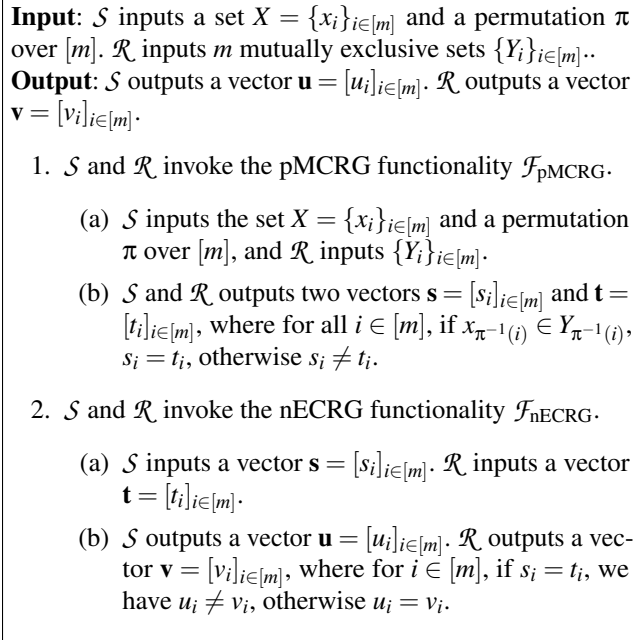 Input: 𝒮 inputs a set X = {x_i}_{i∈[m]} and a permutation π
over [m]. ℛ inputs m mutually exclusive sets {Y_i}_{i∈[m]}..
Output: 𝒮 outputs a vector u = [u_i]_{i∈[m]}. ℛ outputs a vector
v = [v_i]_{i∈[m]}.
1. 𝒮 and ℛ invoke the pMCRG functionality ℱ_pMCRG.
(a) 𝒮 inputs the set X = {x_i}_{i∈[m]} and a permutation
π over [m], and ℛ inputs {Y_i}_{i∈[m]}.
(b) 𝒮 and ℛ outputs two vectors s = [s_i]_{i∈[m]} and t =
[t_i]_{i∈[m]}, where for all i ∈ [m], if x_{π^{-1}(i)} ∈ Y_{π^{-1}(i)},
s_i = t_i, otherwise s_i ≠ t_i.
2. 𝒮 and ℛ invoke the nECRG functionality ℱ_nECRG.
(a) 𝒮 inputs a vector s = [s_i]_{i∈[m]}. ℛ inputs a vector
t = [t_i]_{i∈[m]}.
(b) 𝒮 outputs a vector u = [u_i]_{i∈[m]}. ℛ outputs a vec-
tor v = [v_i]_{i∈[m]}, where for i ∈ [m], if s_i = t_i, we
have u_i ≠ v_i, otherwise u_i = v_i.